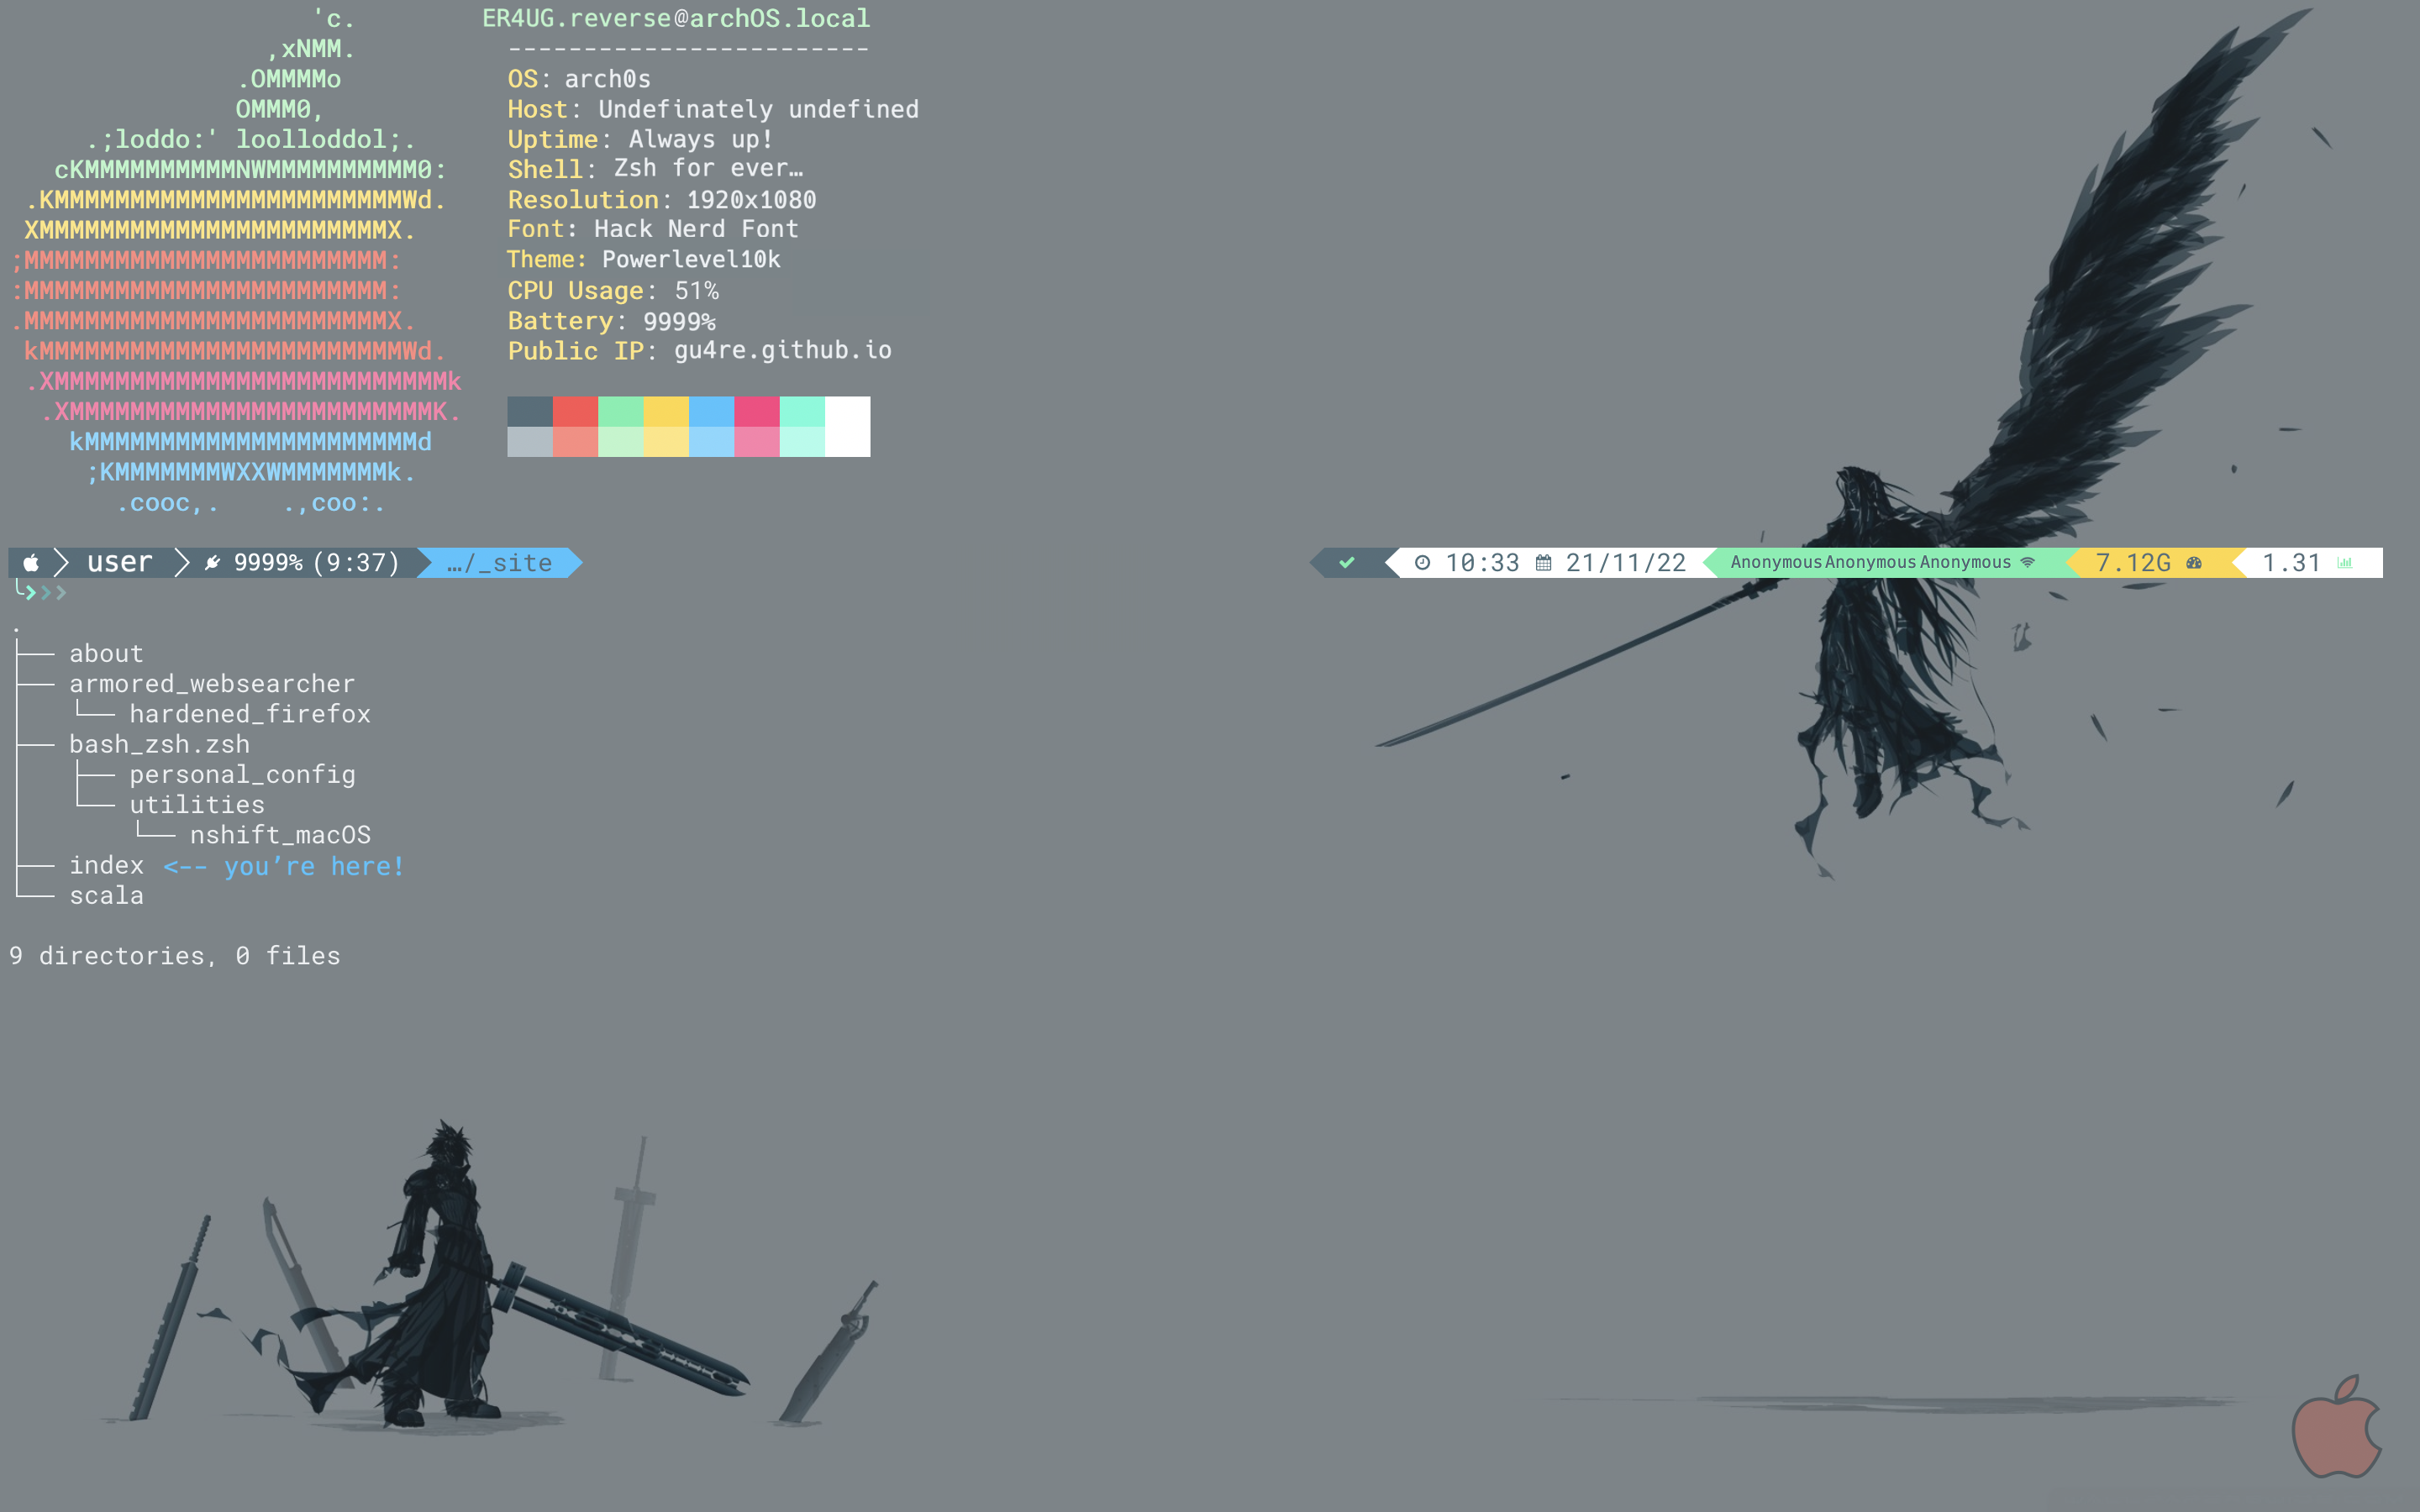 'c.
,xNMM.
.OMMMMo
OMMM0,
.;loddo:' loolloddol;.
cKMMMMMMMMMMNWMMMMMMMMMM0:
.KMMMMMMMMMMMMMMMMMMMMMMMWd.
XMMMMMMMMMMMMMMMMMMMMMMMX.
;MMMMMMMMMMMMMMMMMMMMMMMM:
:MMMMMMMMMMMMMMMMMMMMMMMM:
.MMMMMMMMMMMMMMMMMMMMMMMMX.
kMMMMMMMMMMMMMMMMMMMMMMMMWd.
.XMMMMMMMMMMMMMMMMMMMMMMMMMMk
.XMMMMMMMMMMMMMMMMMMMMMMMMK.
kMMMMMMMMMMMMMMMMMMMMMMd
;KMMMMMMMWXXWMMMMMMMk.
.cooc,. .,coo:.
ER4UG.reverse@archOS.local
------------------------
OS: arch0s
Host: Undefinately undefined
Uptime: Always up!
Shell: Zsh for ever…
Resolution: 1920x1080
Font: Hack Nerd Font
Theme: Powerlevel10k
CPU Usage: 51%
Battery: 9999%
Public IP: gu4re.github.io
user 9999% (9:37) …/_site
10:33 21/11/22 AnonymousAnonymousAnonymous 7.12G 1.31
.
├── about
├── armored_websearcher
│   └── hardened_firefox
├── bash_zsh.zsh
│   ├── personal_config
│   └── utilities
│       └── nshift_macOS
├── index <-- you’re here!
└── scala
9 directories, 0 files